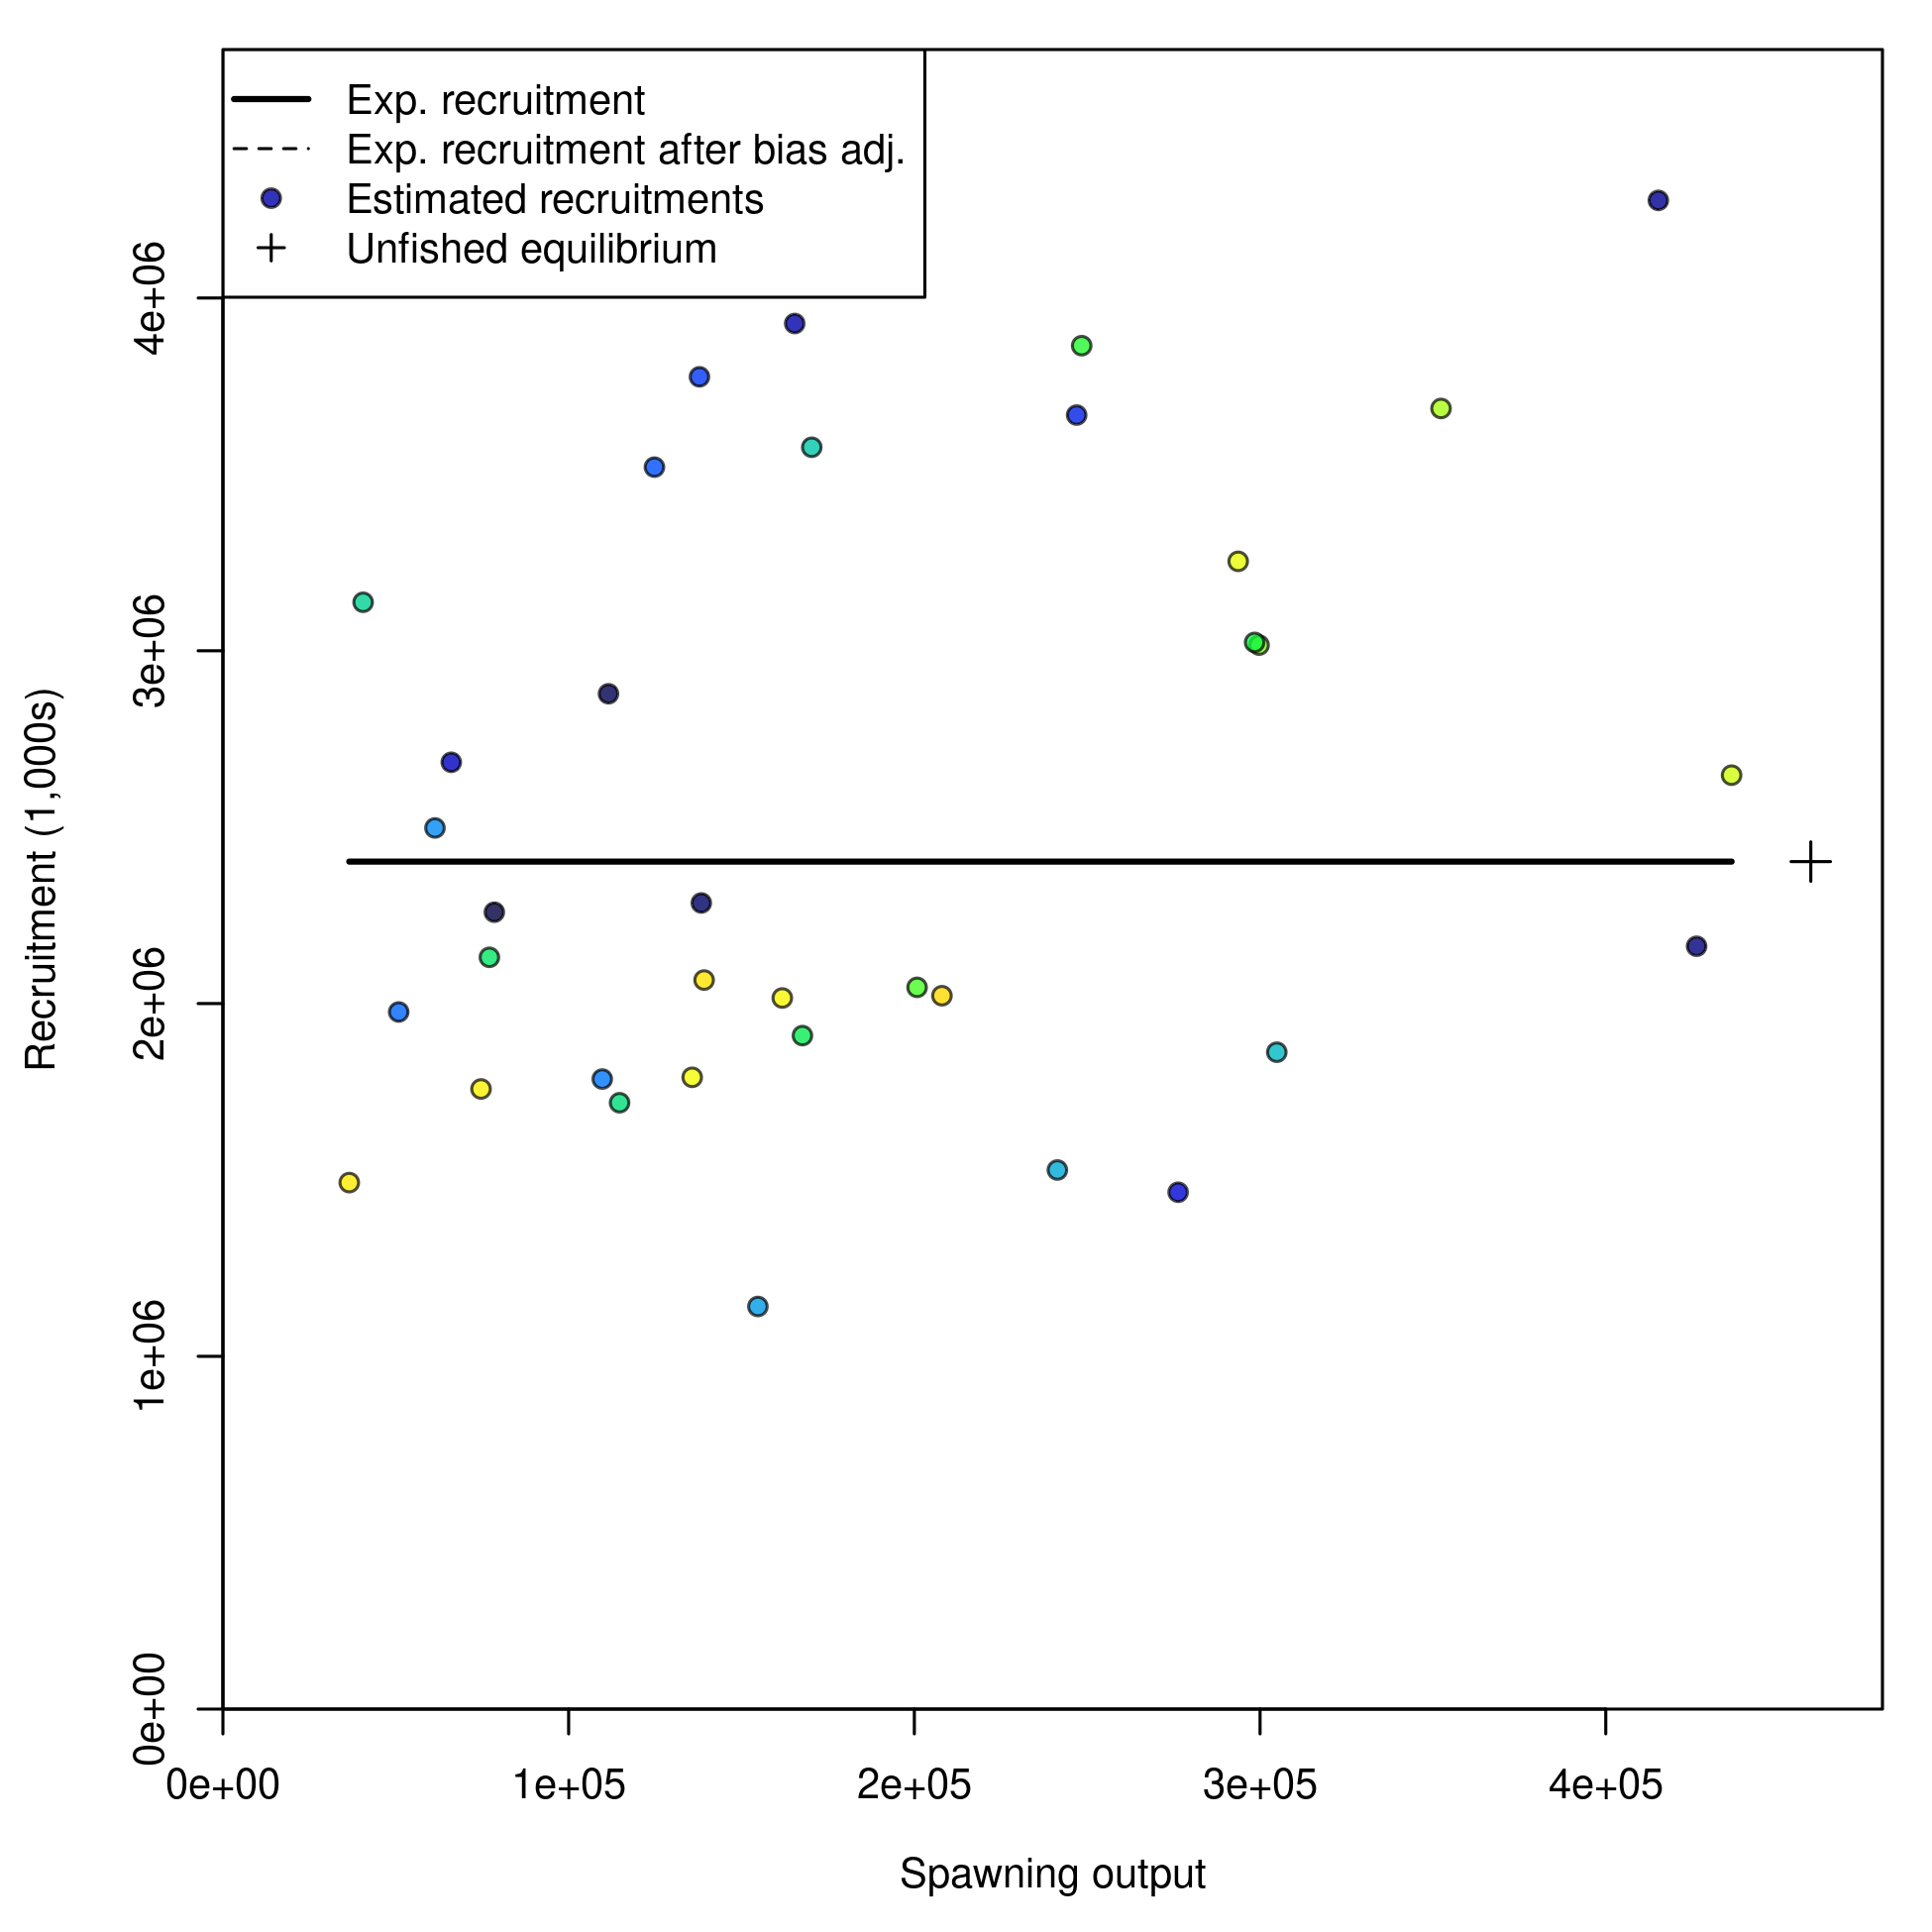 Exp. recruitment
Exp. recruitment after bias adj.
Estimated recruitments
Unfished equilibrium
Recruitment (1,000s)
4e+06
3e+06
2e+06
1e+06
0e+00
0e+00 1e+05 2e+05 3e+05 4e+05
Spawning output